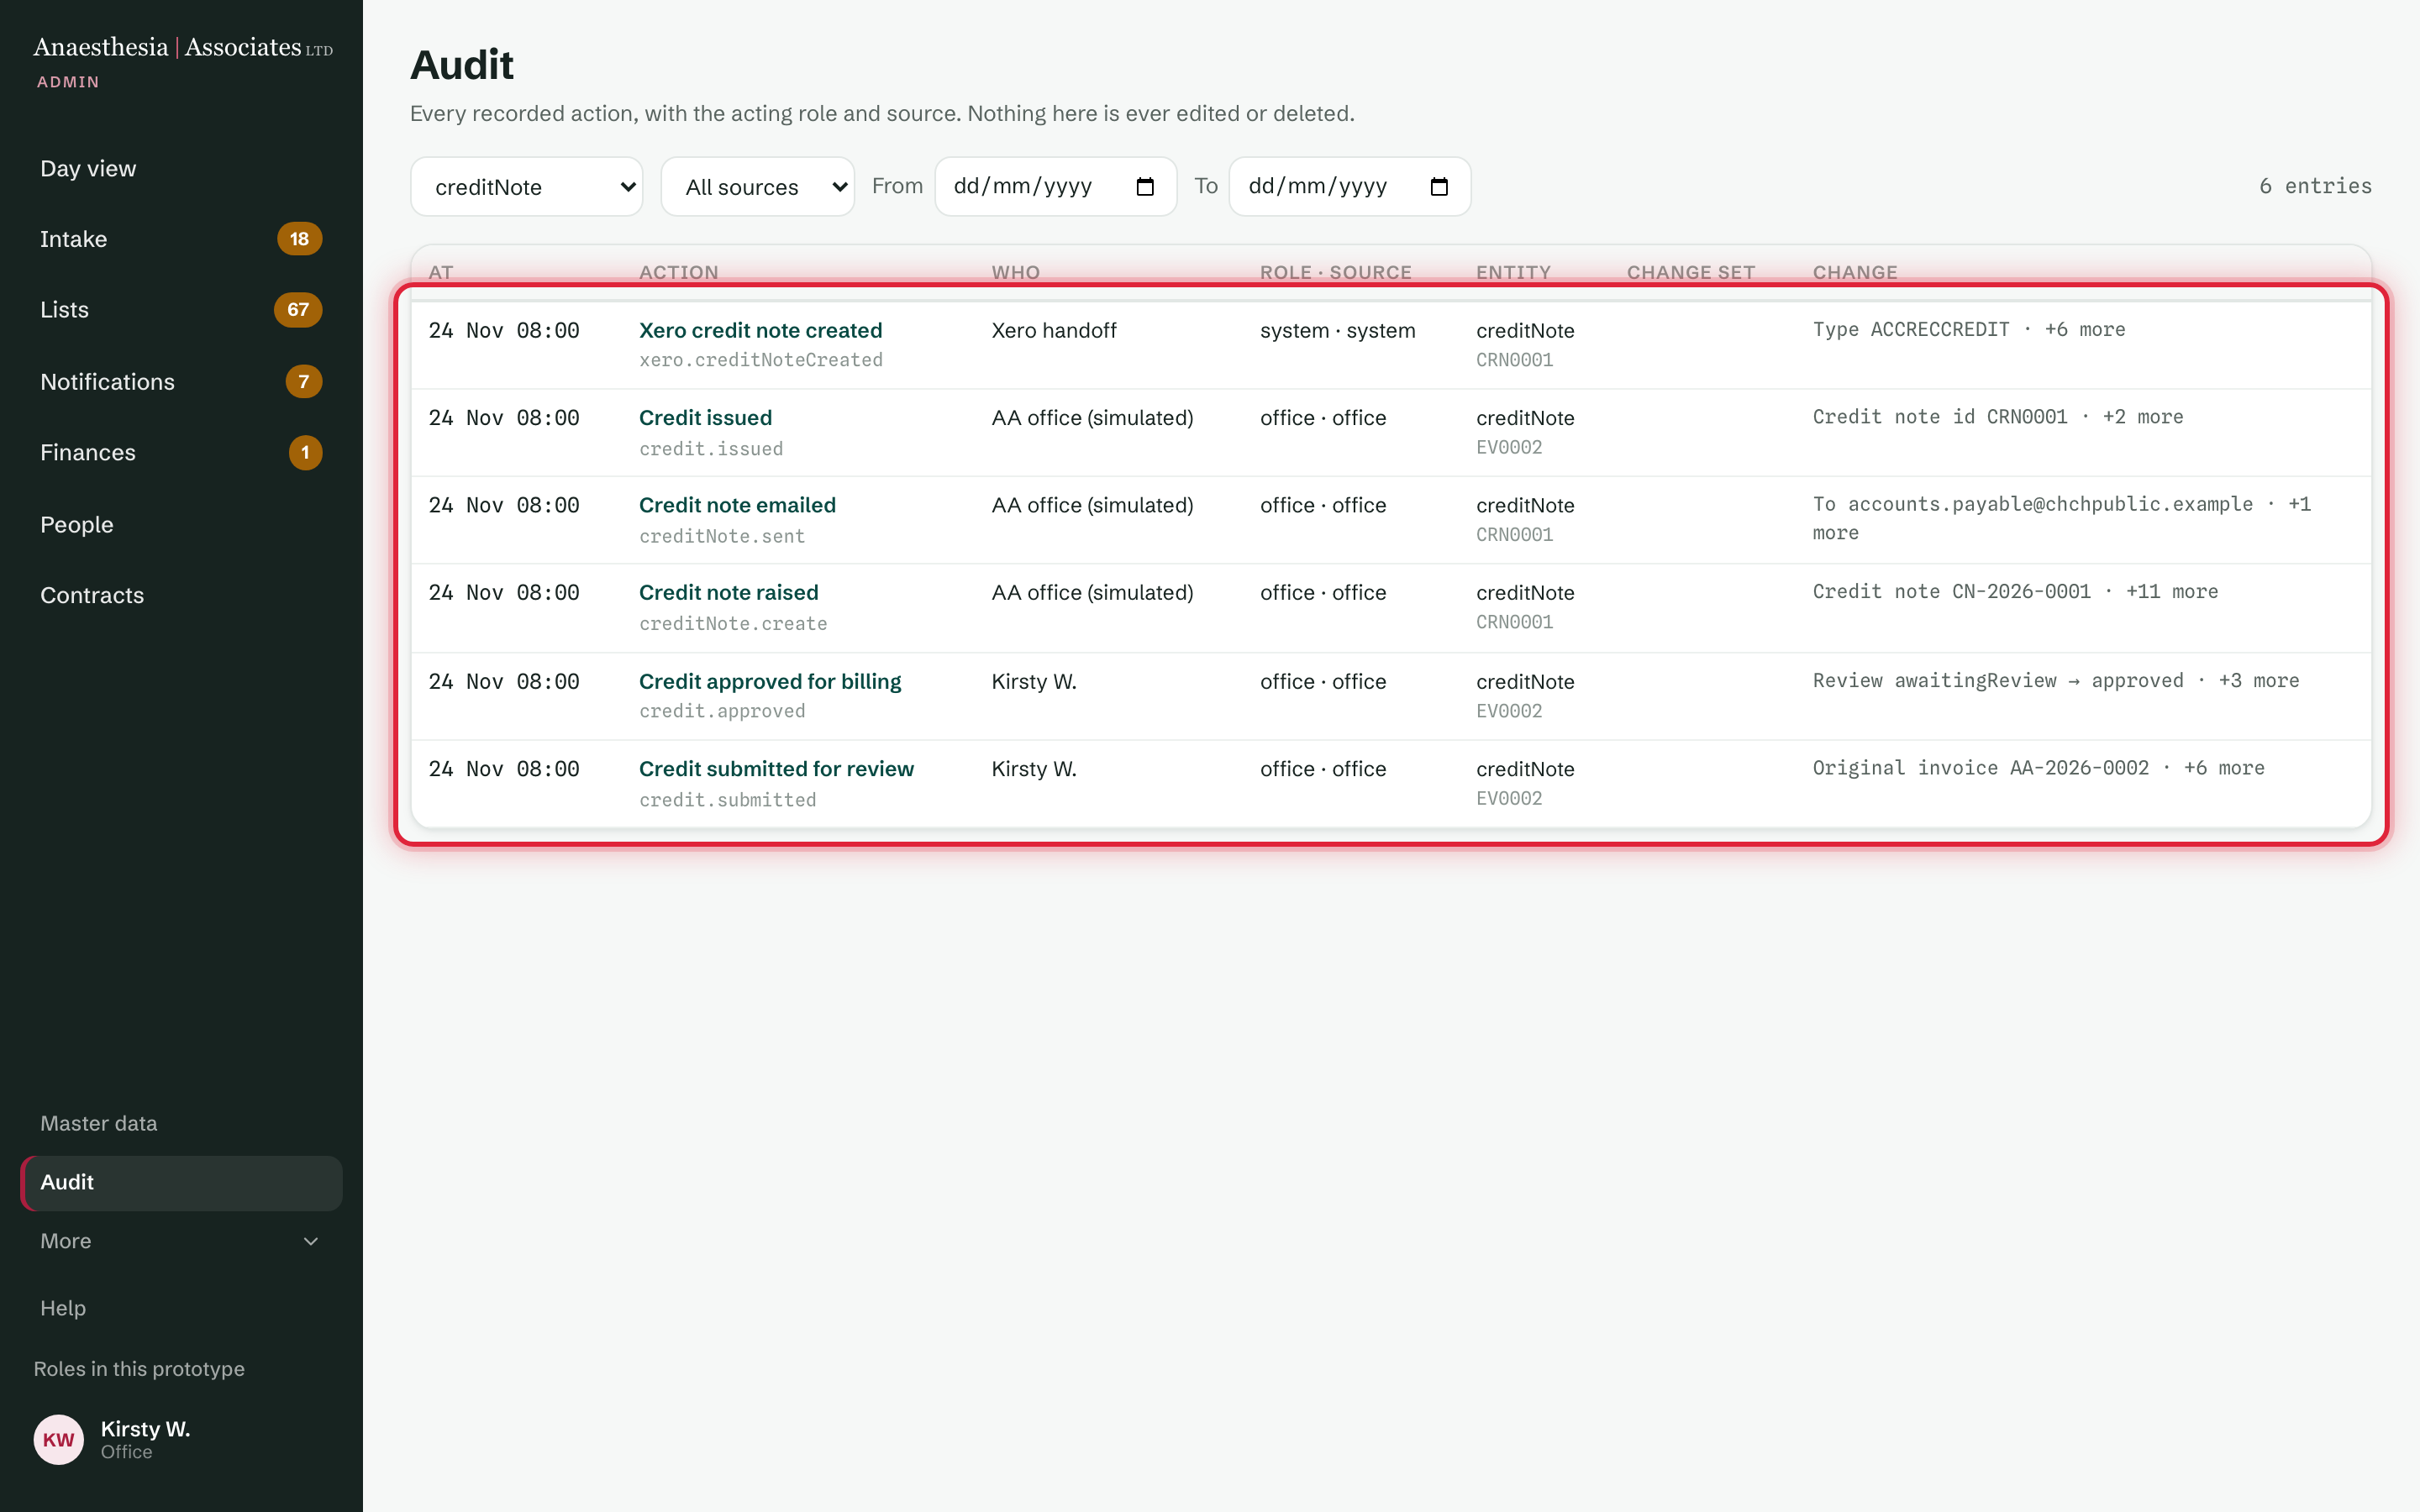 Anaesthesia | Associates LTD
ADMIN
Day view
Intake 18
Lists 67
Notifications 7
Finances 1
People
Contracts
Master data
Audit
More
Help
Roles in this prototype
KW Kirsty W.
Office
Audit
Every recorded action, with the acting role and source. Nothing here is ever edited or deleted.
creditNote All sources From dd/mm/yyyy To dd/mm/yyyy 6 entries
AT ACTION WHO ROLE · SOURCE ENTITY CHANGE SET CHANGE
24 Nov 08:00 Xero credit note created Xero handoff system · system creditNote Type ACCRECCREDIT · +6 more
xero.creditNoteCreated CRN0001
24 Nov 08:00 Credit issued AA office (simulated) office · office creditNote Credit note id CRN0001 · +2 more
credit.issued EV0002
24 Nov 08:00 Credit note emailed AA office (simulated) office · office creditNote To accounts.payable@chchpublic.example · +1
creditNote.sent CRN0001 more
24 Nov 08:00 Credit note raised AA office (simulated) office · office creditNote Credit note CN-2026-0001 · +11 more
creditNote.create CRN0001
24 Nov 08:00 Credit approved for billing Kirsty W. office · office creditNote Review awaitingReview → approved · +3 more
credit.approved EV0002
24 Nov 08:00 Credit submitted for review Kirsty W. office · office creditNote Original invoice AA-2026-0002 · +6 more
credit.submitted EV0002